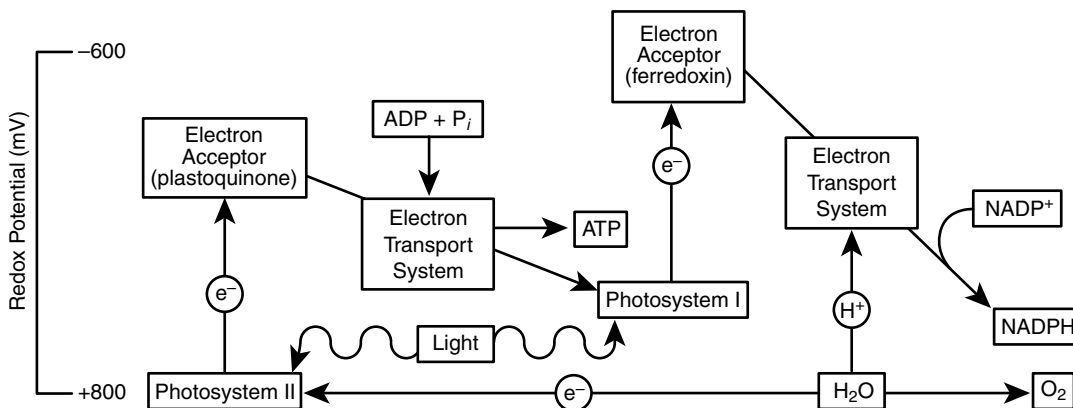 Redox Potential (mV)
–600
+800
Electron
Acceptor
(plastoquinone)
ADP + Pi
Electron
Transport
System
ATP
Electron
Acceptor
(ferredoxin)
e–
Electron
Transport
System
NADP+
NADPH
e–
Photosystem I
H+
Light
Photosystem II
e–
H2O
O2